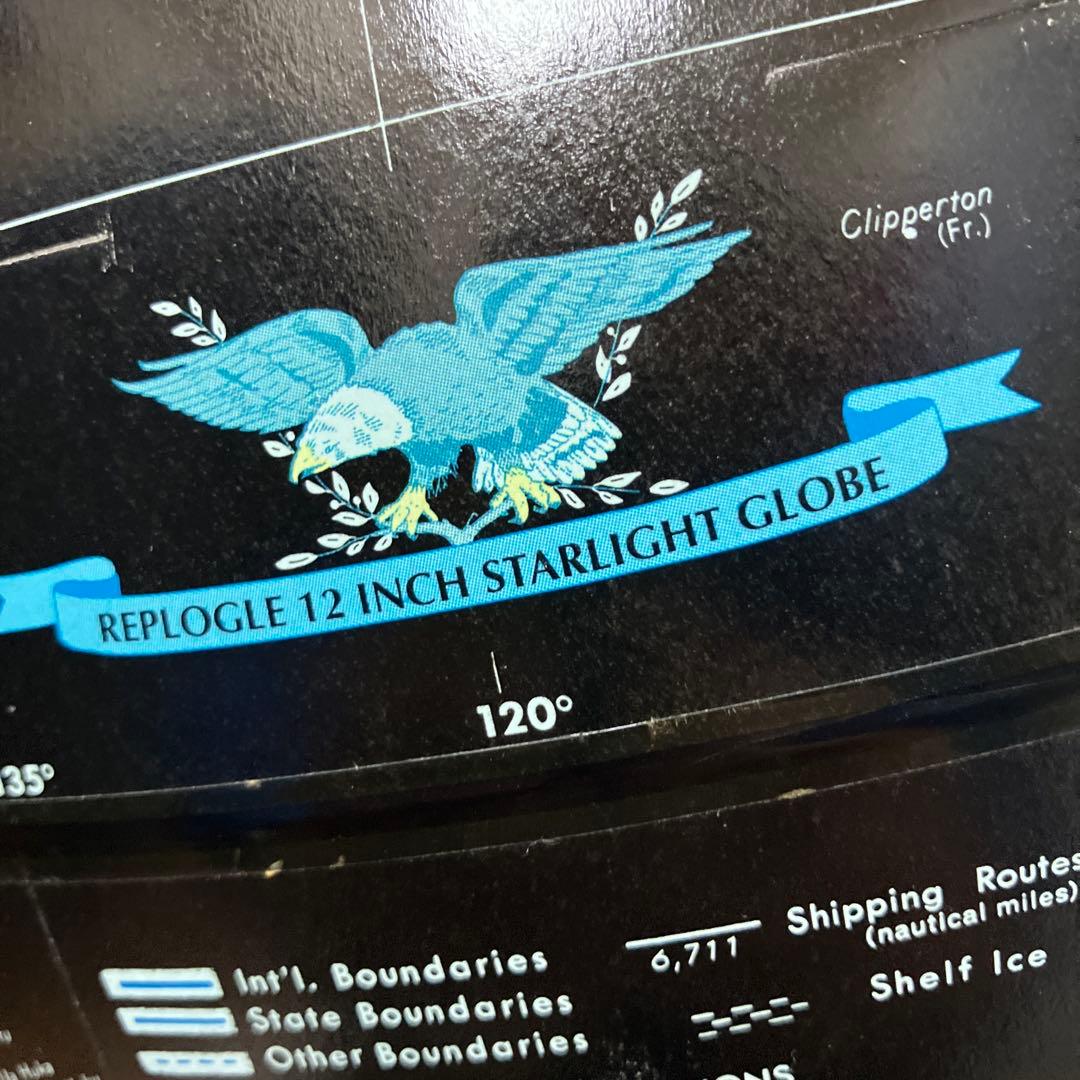 Clipperton
(Fr.)
REPLOGLE 12 INCH STARLIGHT GLOBE
120°
135°
Shipping Routes
(nautical miles)
6,711
Int'l. Boundaries
Shelf Ice
State Boundaries
Other Boundaries